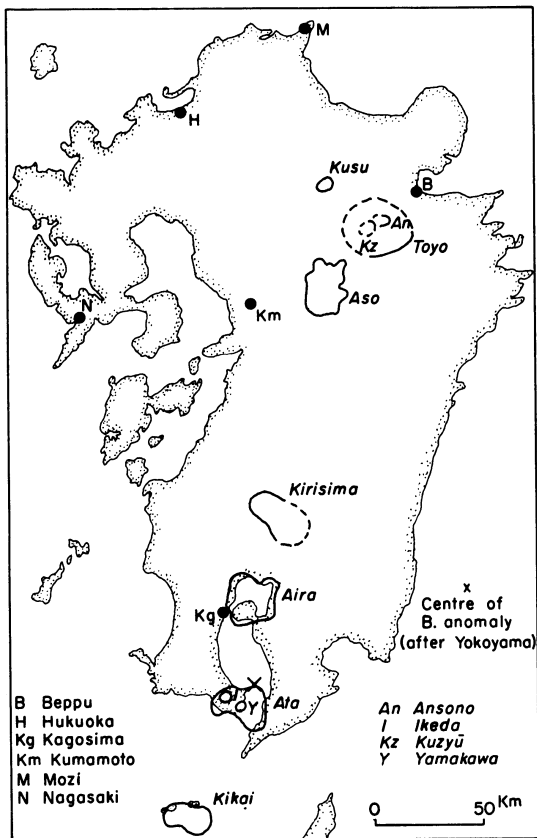 M
H
Kusu
B
An
Kz
Toyo
Aso
N
Km
Kirisima
Aira
Kg
x
Centre of
B. anomaly
(after Yokoyama)
I
Y
Ata
B Beppu
H Hukuoka
Kg Kagosima
Km Kumamoto
M Mozi
N Nagasaki
An Ansono
I Ikeda
Kz Kuzyū
Y Yamakawa
Kikai
0 50 Km